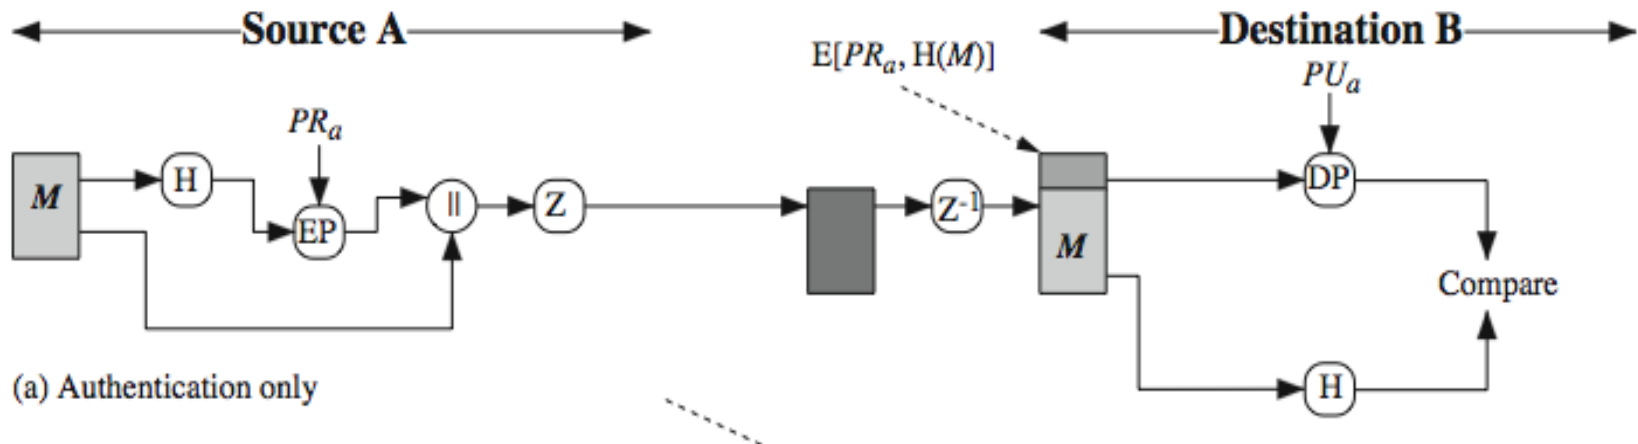 Source A
Destination B
E[PRa, H(M)]
PUa
PRa
M
H
EP
||
Z
Z-1
M
DP
Compare
H
(a) Authentication only